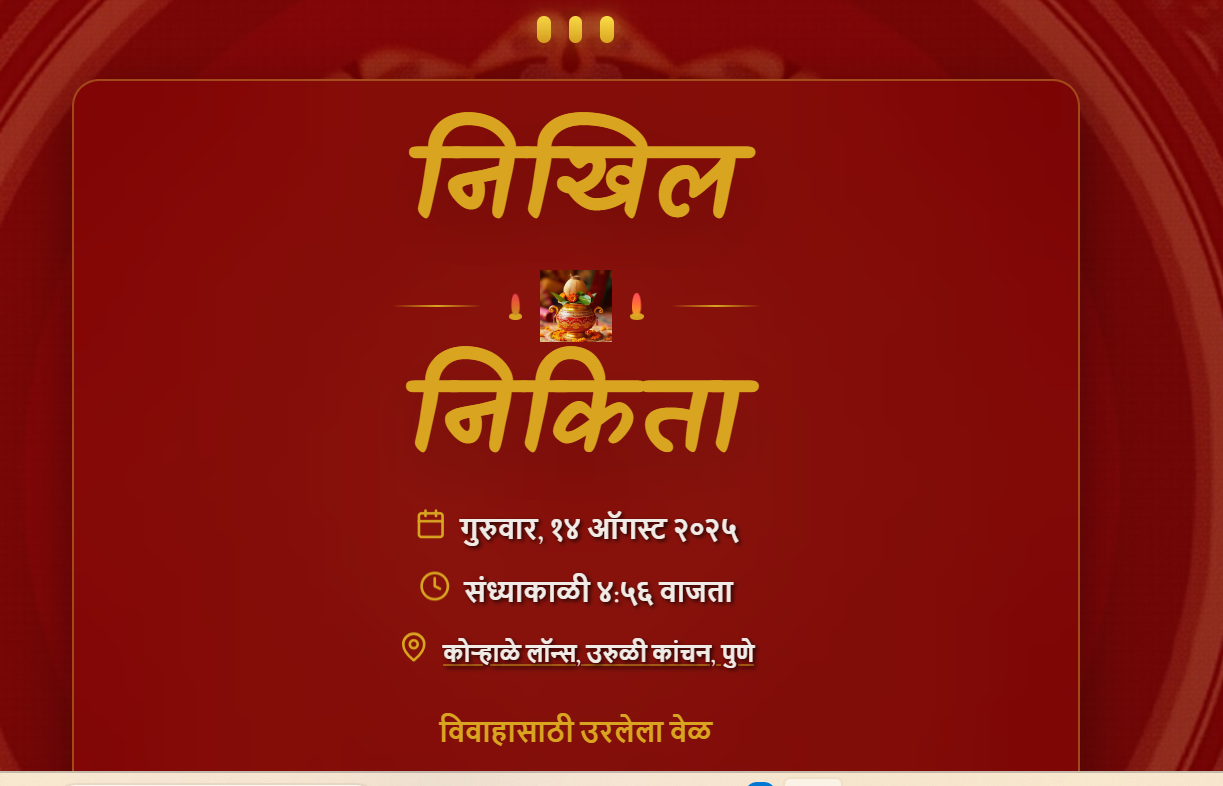 निखिल
निकिता
गुरुवार, १४ ऑगस्ट २०२५
संध्याकाळी ४:५६ वाजता
कोऱ्हाळे लॉन्स, उरुळी कांचन, पुणे
विवाहासाठी उरलेला वेळ